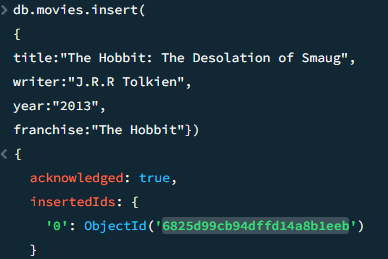 > db.movies.insert(
{
title:"The Hobbit: The Desolation of Smaug",
writer:"J.R.R Tolkien",
year:"2013",
franchise:"The Hobbit"})
< {
acknowledged: true,
insertedIds: {
'0': ObjectId('6825d99cb94dffd14a8b1eeb')
}